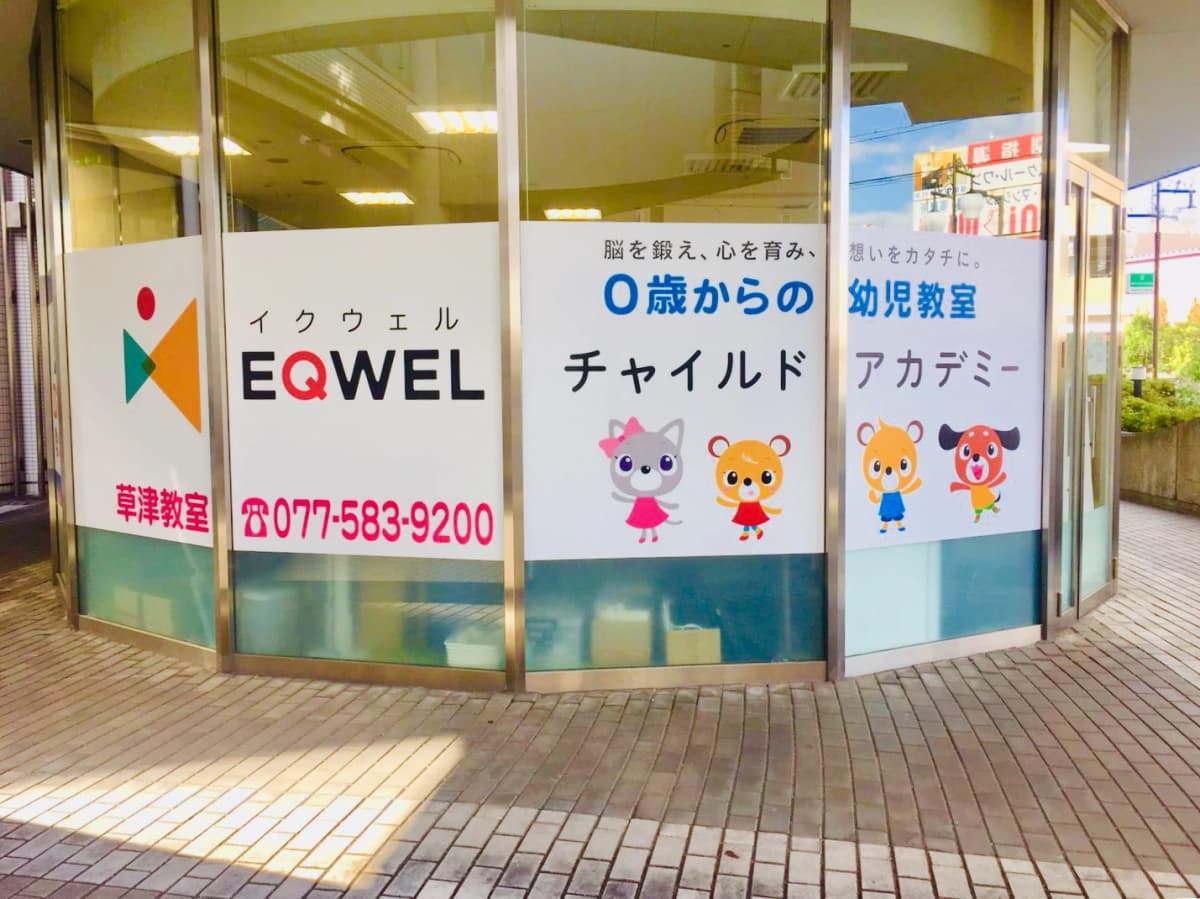 脳を鍛え、心を育み、想いをカタチに。
0歳からの幼児教室
イクウェル
EQWEL
チャイルドアカデミー
草津教室
☎077-583-9200